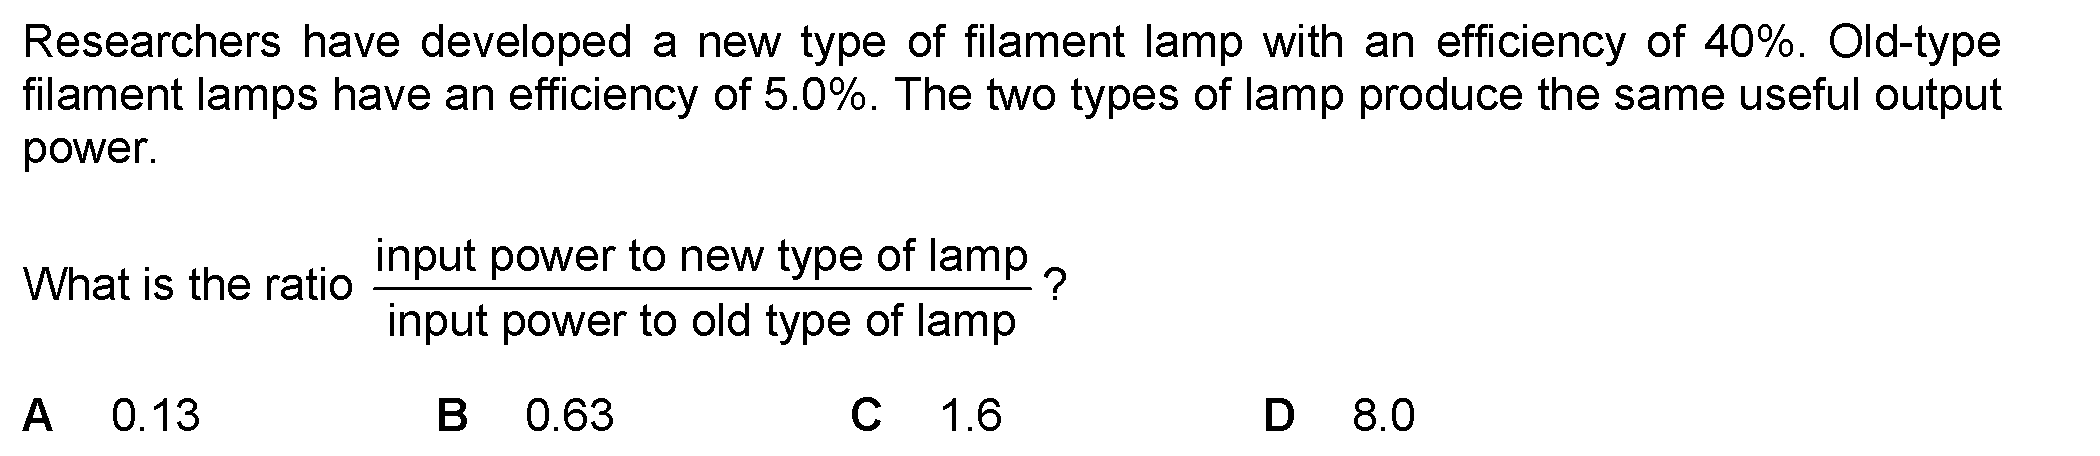 Researchers have developed a new type of filament lamp with an efficiency of 40%. Old-type
filament lamps have an efficiency of 5.0%. The two types of lamp produce the same useful output
power.
What is the ratio input power to new type of lamp / input power to old type of lamp ?
A 0.13 B 0.63 C 1.6 D 8.0